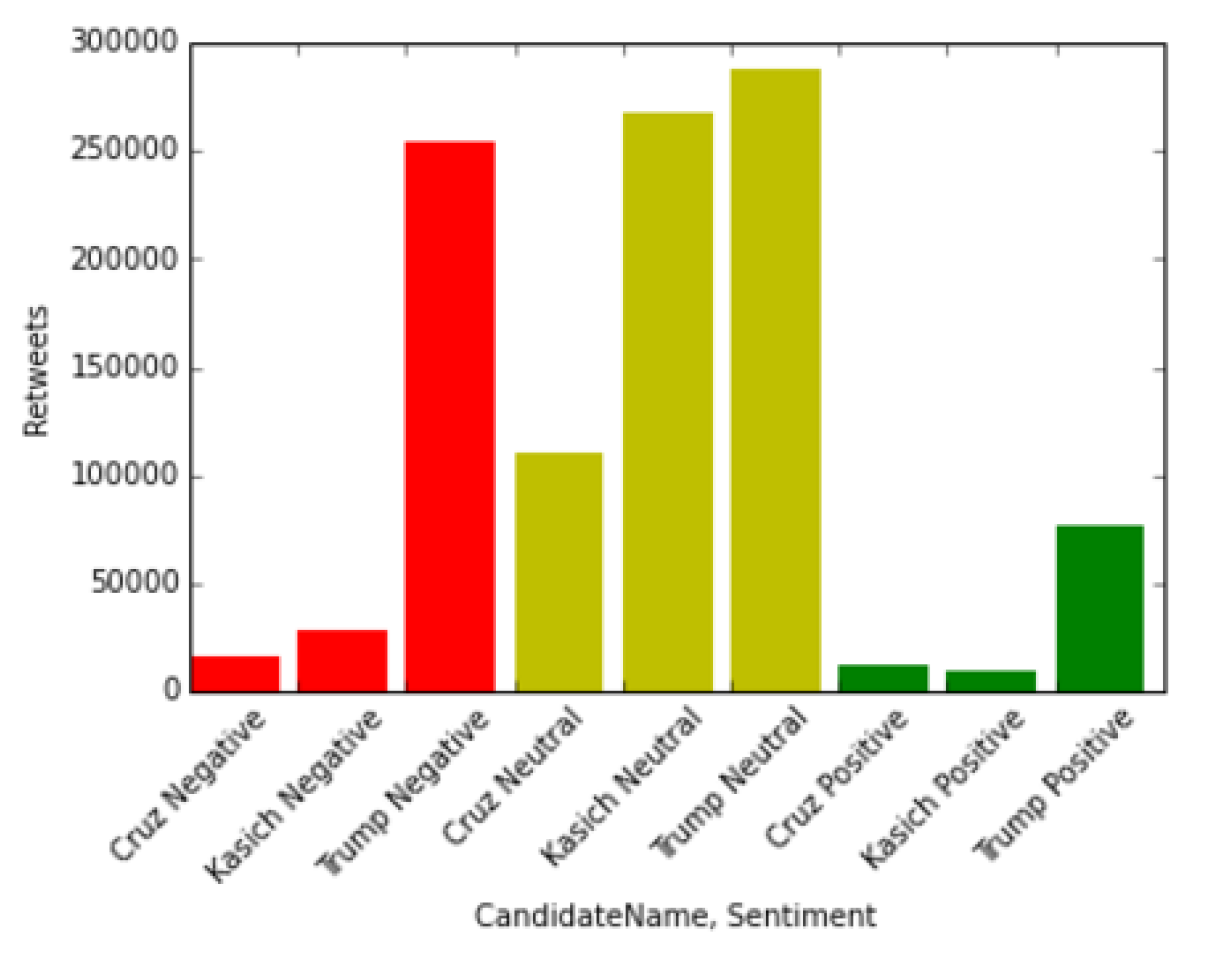 300000
250000
200000
150000
100000
50000
0
Retweets
Cruz Negative
Kasich Negative
Trump Negative
Cruz Neutral
Kasich Neutral
Trump Neutral
Cruz Positive
Kasich Positive
Trump Positive
CandidateName, Sentiment